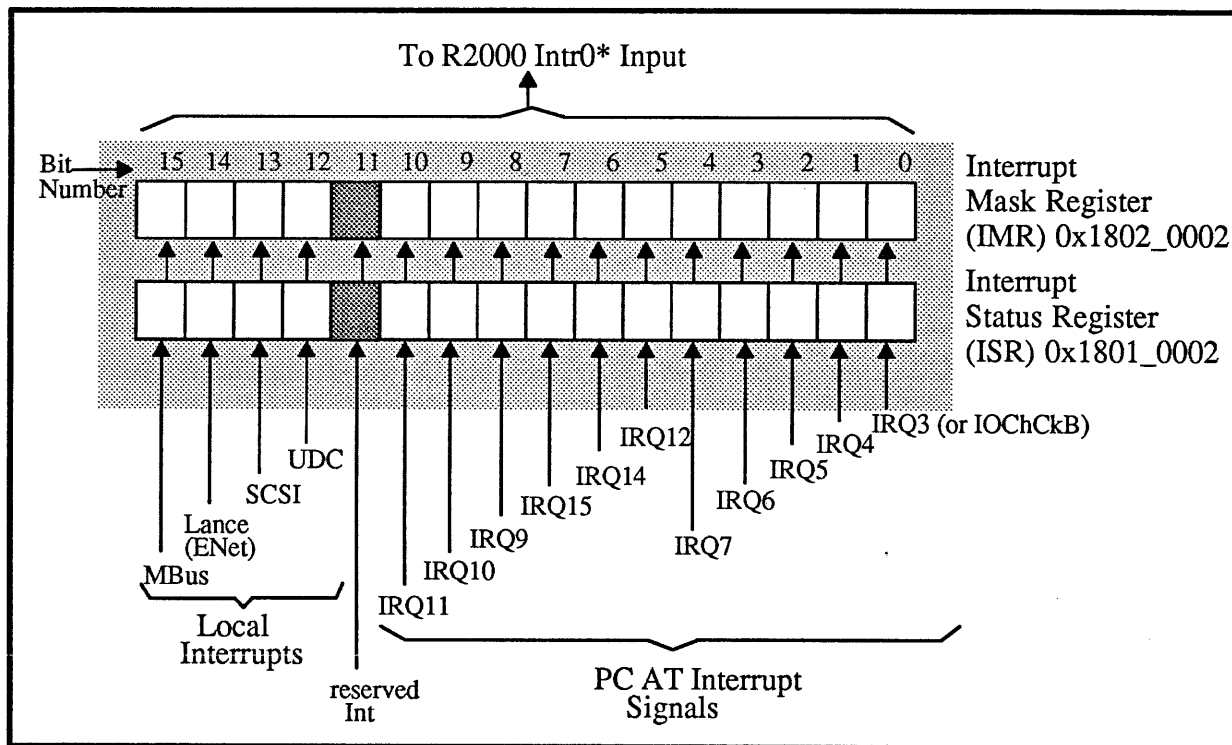 To R2000 Intr0* Input
Bit
Number
15 14 13 12 11 10 9 8 7 6 5 4 3 2 1 0
Interrupt
Mask Register
(IMR) 0x1802_0002
Interrupt
Status Register
(ISR) 0x1801_0002
IRQ3 (or IOChCkB)
IRQ4
IRQ5
IRQ6
IRQ7
IRQ12
IRQ14
IRQ15
IRQ9
IRQ10
IRQ11
UDC
SCSI
Lance
(ENet)
MBus
Local
Interrupts
reserved
Int
PC AT Interrupt
Signals